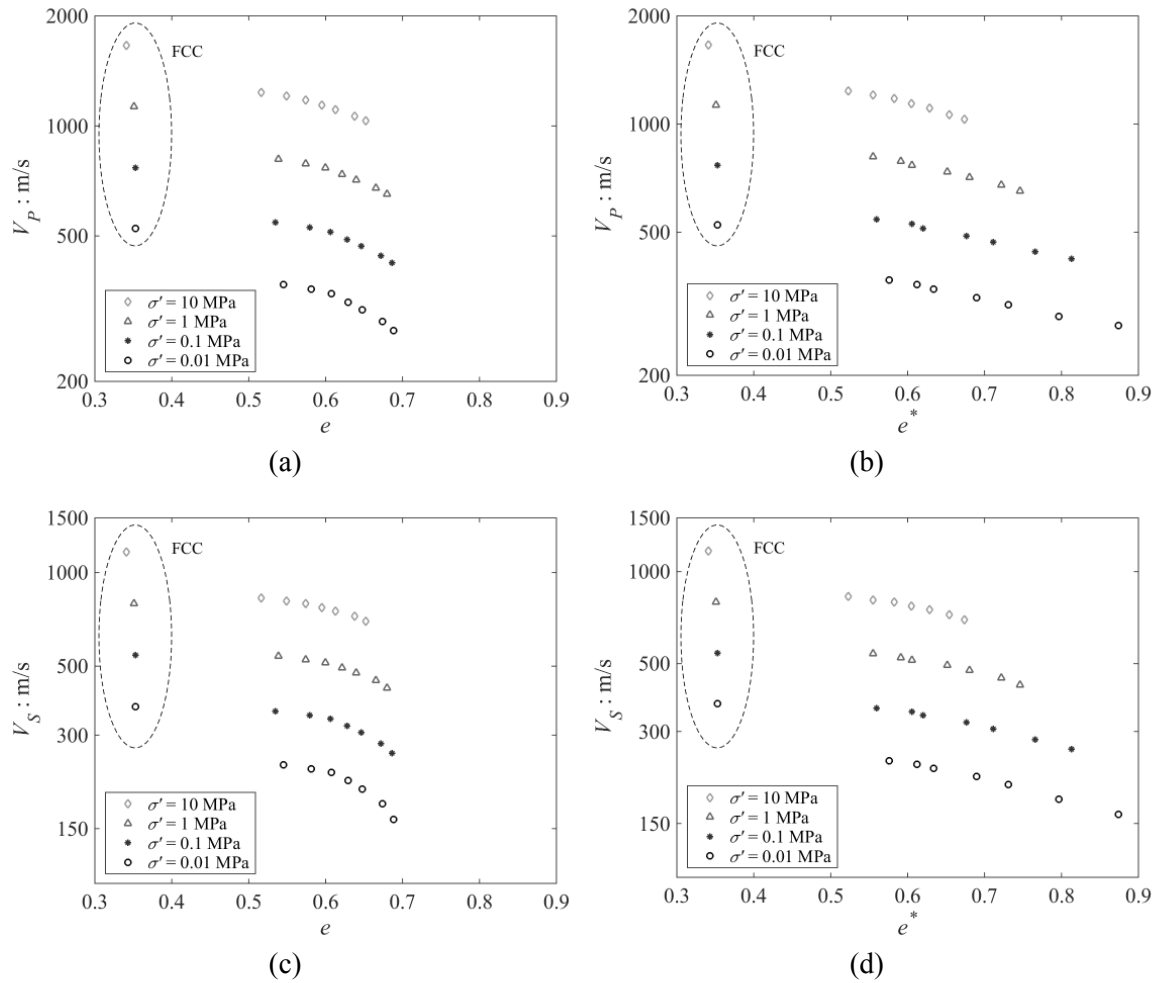 2000
1000
500
200
V_P : m/s
FCC
σ′ = 10 MPa
σ′ = 1 MPa
σ′ = 0.1 MPa
σ′ = 0.01 MPa
0.3 0.4 0.5 0.6 0.7 0.8 0.9
e
(a)
2000
1000
500
200
V_P : m/s
FCC
σ′ = 10 MPa
σ′ = 1 MPa
σ′ = 0.1 MPa
σ′ = 0.01 MPa
0.3 0.4 0.5 0.6 0.7 0.8 0.9
e*
(b)
1500
1000
500
300
150
V_S : m/s
FCC
σ′ = 10 MPa
σ′ = 1 MPa
σ′ = 0.1 MPa
σ′ = 0.01 MPa
0.3 0.4 0.5 0.6 0.7 0.8 0.9
e
(c)
1500
1000
500
300
150
V_S : m/s
FCC
σ′ = 10 MPa
σ′ = 1 MPa
σ′ = 0.1 MPa
σ′ = 0.01 MPa
0.3 0.4 0.5 0.6 0.7 0.8 0.9
e*
(d)